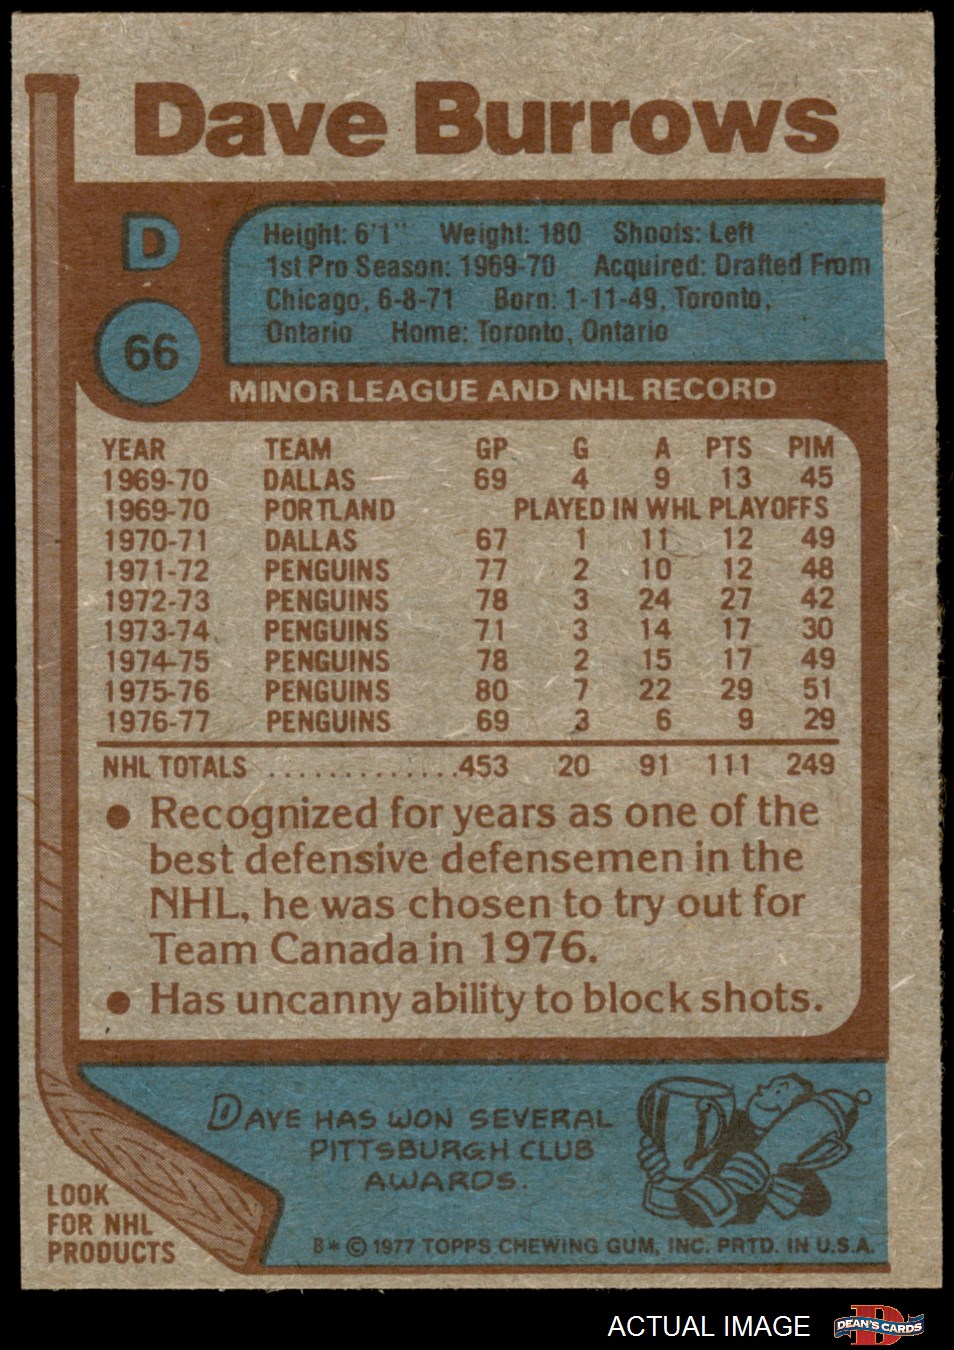 Dave Burrows
D
66
Height: 6'1" Weight: 180 Shoots: Left
1st Pro Season: 1969-70 Acquired: Drafted From
Chicago, 6-8-71 Born: 1-11-49, Toronto,
Ontario Home: Toronto, Ontario
MINOR LEAGUE AND NHL RECORD
YEAR TEAM GP G A PTS PIM
1969-70 DALLAS 69 4 9 13 45
1969-70 PORTLAND PLAYED IN WHL PLAYOFFS
1970-71 DALLAS 67 1 11 12 49
1971-72 PENGUINS 77 2 10 12 48
1972-73 PENGUINS 78 3 24 27 42
1973-74 PENGUINS 71 3 14 17 30
1974-75 PENGUINS 78 2 15 17 49
1975-76 PENGUINS 80 7 22 29 51
1976-77 PENGUINS 69 3 6 9 29
NHL TOTALS .............453 20 91 111 249
● Recognized for years as one of the
best defensive defensemen in the
NHL, he was chosen to try out for
Team Canada in 1976.
● Has uncanny ability to block shots.
DAVE HAS WON SEVERAL
PITTSBURGH CLUB
AWARDS.
LOOK
FOR NHL
PRODUCTS
B* © 1977 TOPPS CHEWING GUM, INC. PRTD. IN U.S.A.
ACTUAL IMAGE
DEAN'S CARDS